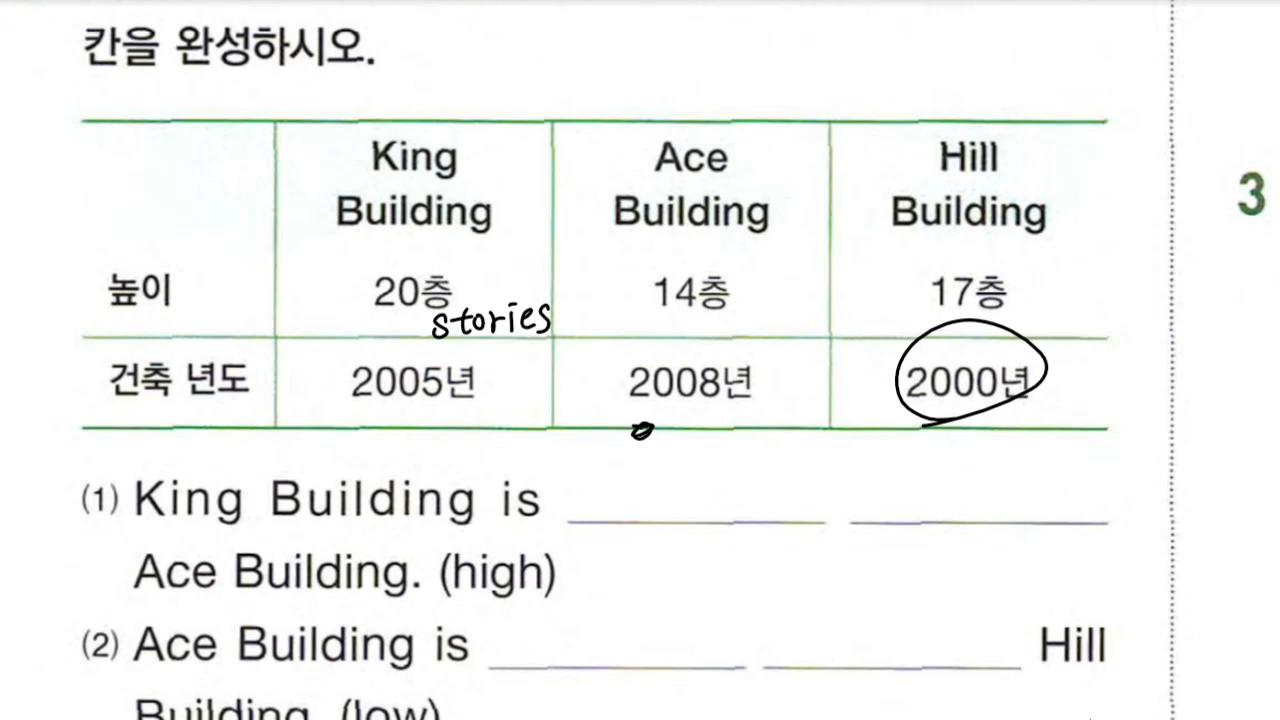 칸을 완성하시오.
King Building
Ace Building
Hill Building
높이 20층 14층 17층
stories
건축 년도 2005년 2008년 2000년
3
(1) King Building is
Ace Building. (high)
(2) Ace Building is Hill
Building. (low)